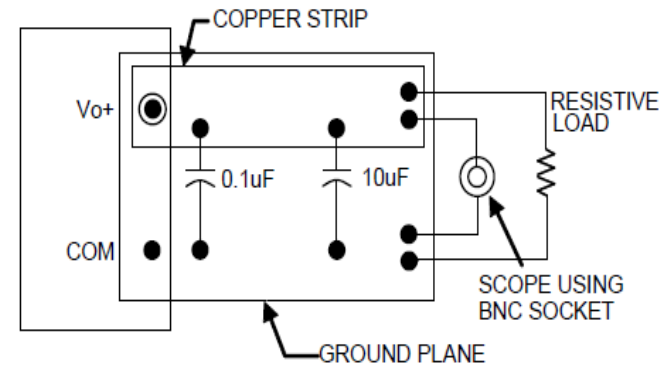 COPPER STRIP
Vo+
RESISTIVE
LOAD
0.1uF
10uF
COM
SCOPE USING
BNC SOCKET
GROUND PLANE